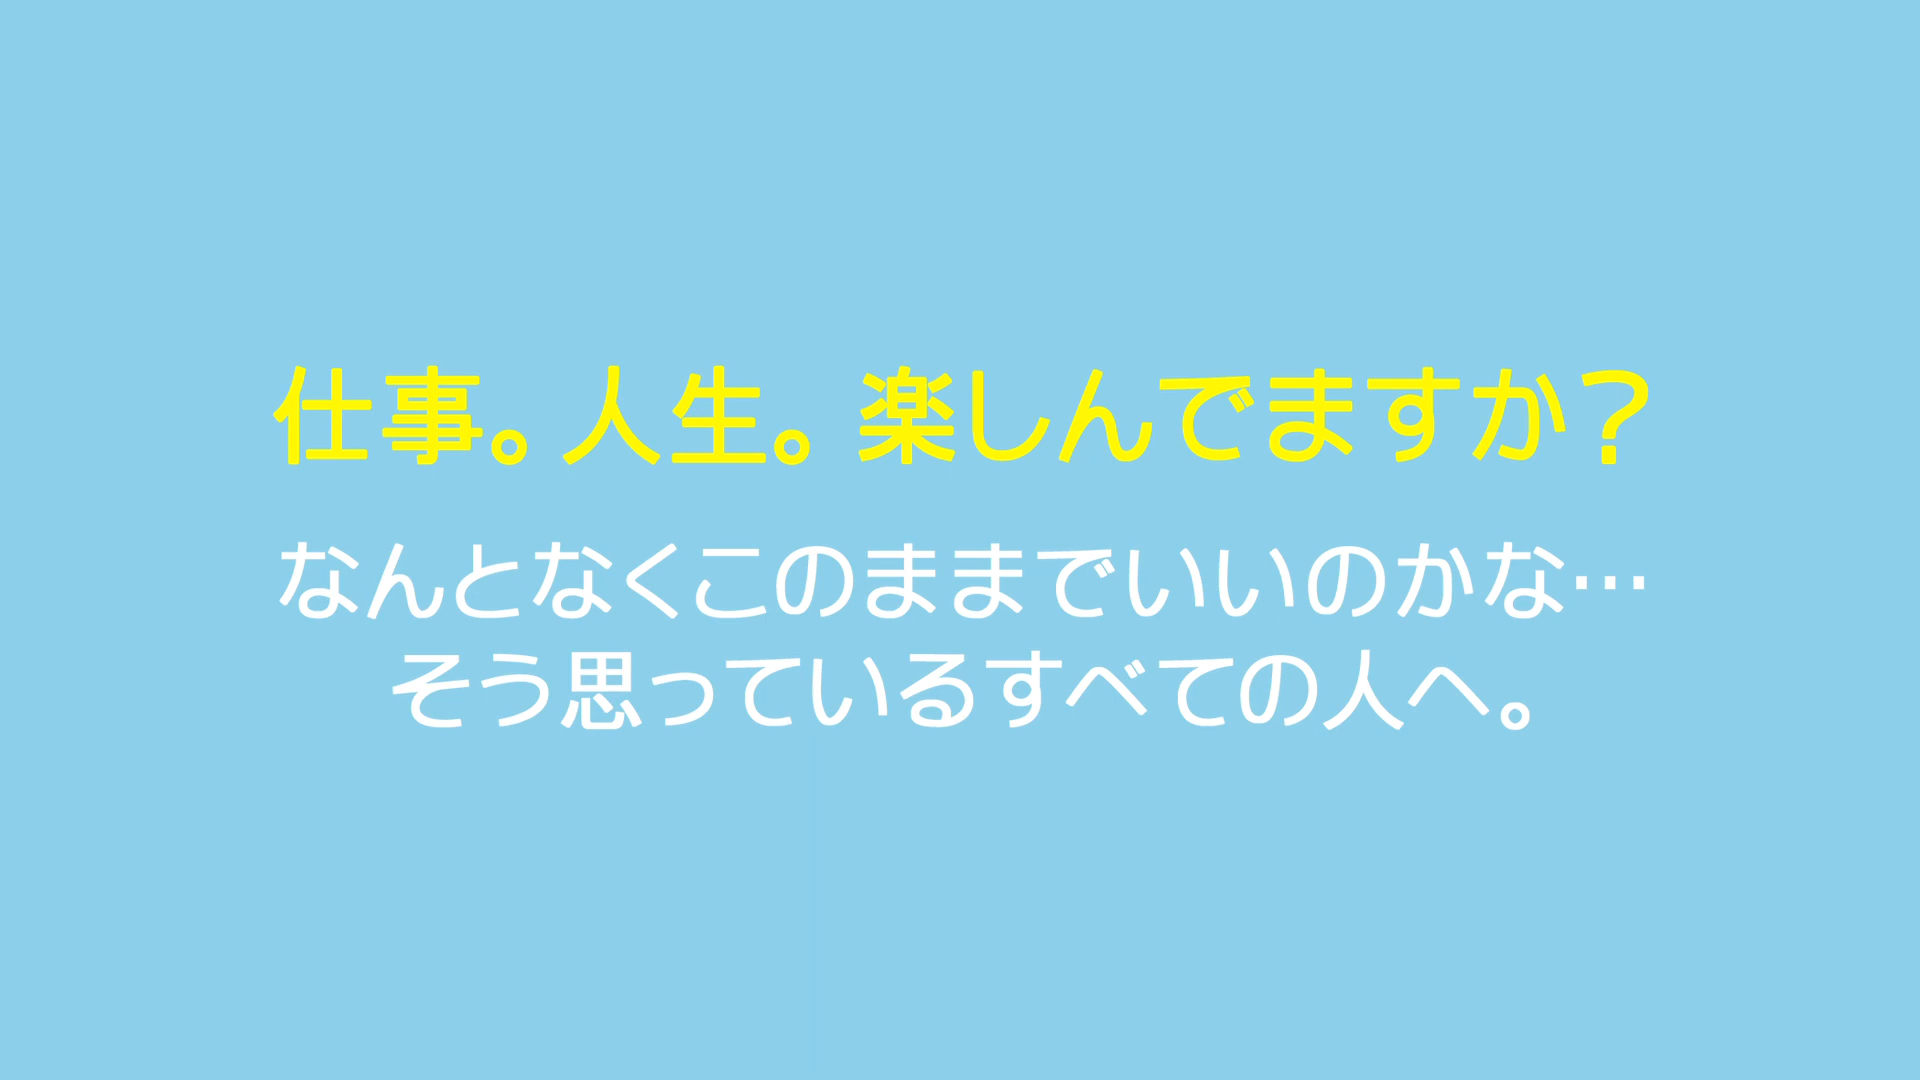 仕事。人生。楽しんでますか？
なんとなくこのままでいいのかな…
そう思っているすべての人へ。